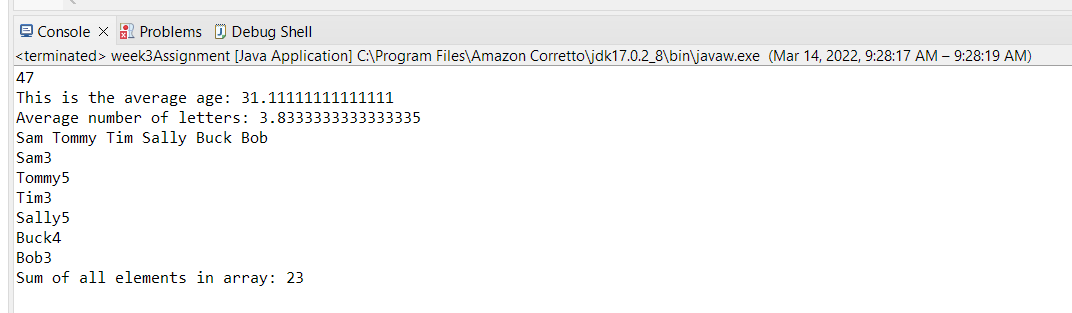 Console Problems Debug Shell
<terminated> week3Assignment [Java Application] C:\Program Files\Amazon Corretto\jdk17.0.2_8\bin\javaw.exe (Mar 14, 2022, 9:28:17 AM – 9:28:19 AM)
47
This is the average age: 31.11111111111111
Average number of letters: 3.8333333333333335
Sam Tommy Tim Sally Buck Bob
Sam3
Tommy5
Tim3
Sally5
Buck4
Bob3
Sum of all elements in array: 23